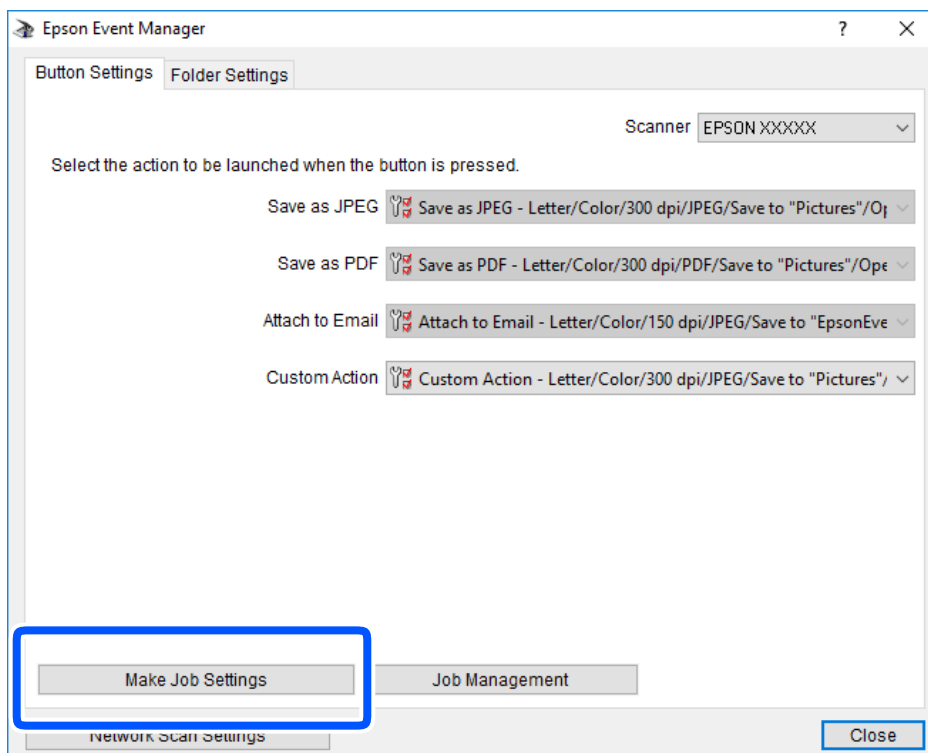 Epson Event Manager
Button Settings Folder Settings
Scanner EPSON XXXXX
Select the action to be launched when the button is pressed.
Save as JPEG Save as JPEG - Letter/Color/300 dpi/JPEG/Save to "Pictures"/Op
Save as PDF Save as PDF - Letter/Color/300 dpi/PDF/Save to "Pictures"/Ope
Attach to Email Attach to Email - Letter/Color/150 dpi/JPEG/Save to "EpsonEve
Custom Action Custom Action - Letter/Color/300 dpi/JPEG/Save to "Pictures"/
Make Job Settings Job Management
Network Scan Settings Close